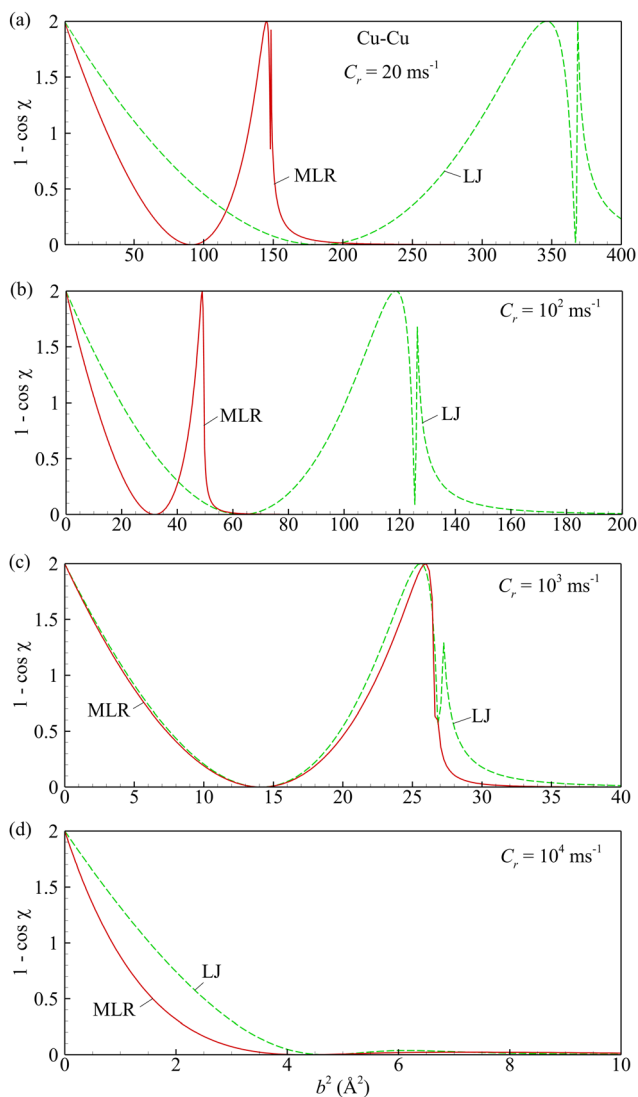 (a)
Cu-Cu
C_r = 20 ms⁻¹
1 - cos χ
2
1.5
1
0.5
0
MLR
LJ
50 100 150 200 250 300 350 400
(b)
C_r = 10² ms⁻¹
1 - cos χ
2
1.5
1
0.5
0
MLR
LJ
0 20 40 60 80 100 120 140 160 180 200
(c)
C_r = 10³ ms⁻¹
1 - cos χ
2
1.5
1
0.5
0
MLR
LJ
0 5 10 15 20 25 30 35 40
(d)
C_r = 10⁴ ms⁻¹
1 - cos χ
2
1.5
1
0.5
0
LJ
MLR
0 2 4 6 8 10
b² (Å²)